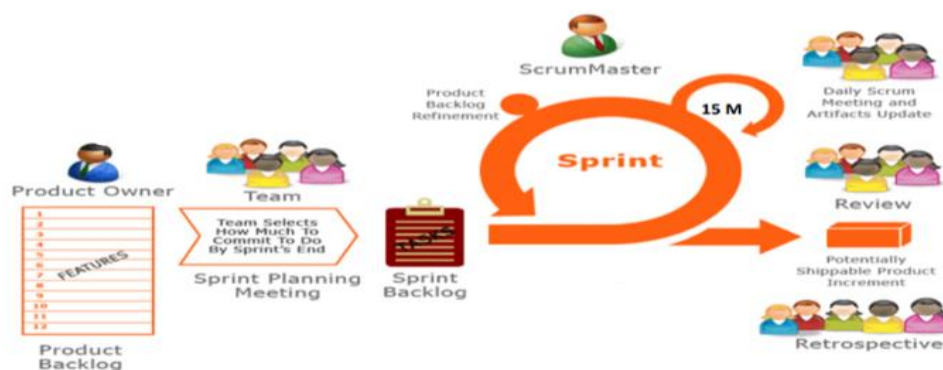 Product Owner
1
2
3
4
5
6
7
8
9
10
11
12
FEATURES
Product
Backlog
Team
Team Selects
How Much To
Commit To Do
By Sprint's End
Sprint Planning
Meeting
TASKS
Sprint
Backlog
ScrumMaster
Product
Backlog
Refinement
Sprint
15 M
Daily Scrum
Meeting and
Artifacts Update
Review
Potentially
Shippable Product
Increment
Retrospective